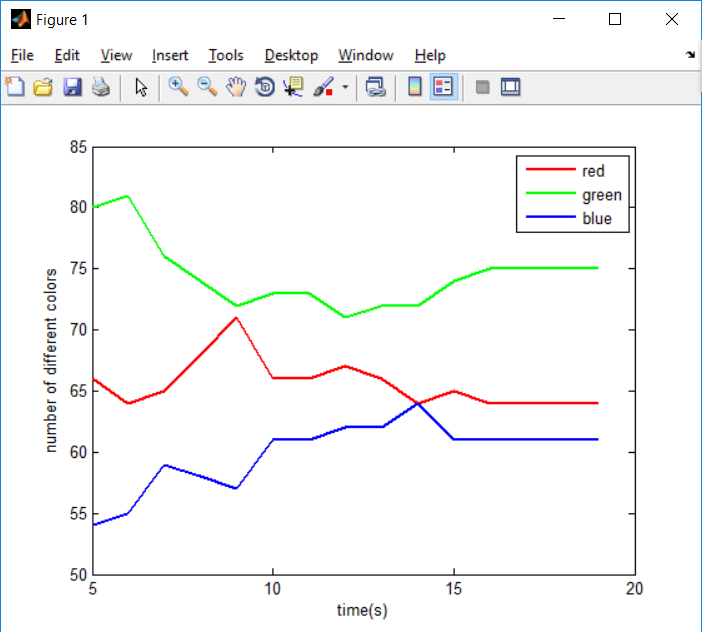 Figure 1
File Edit View Insert Tools Desktop Window Help
85
80
75
70
65
60
55
50
number of different colors
red
green
blue
5 10 15 20
time(s)